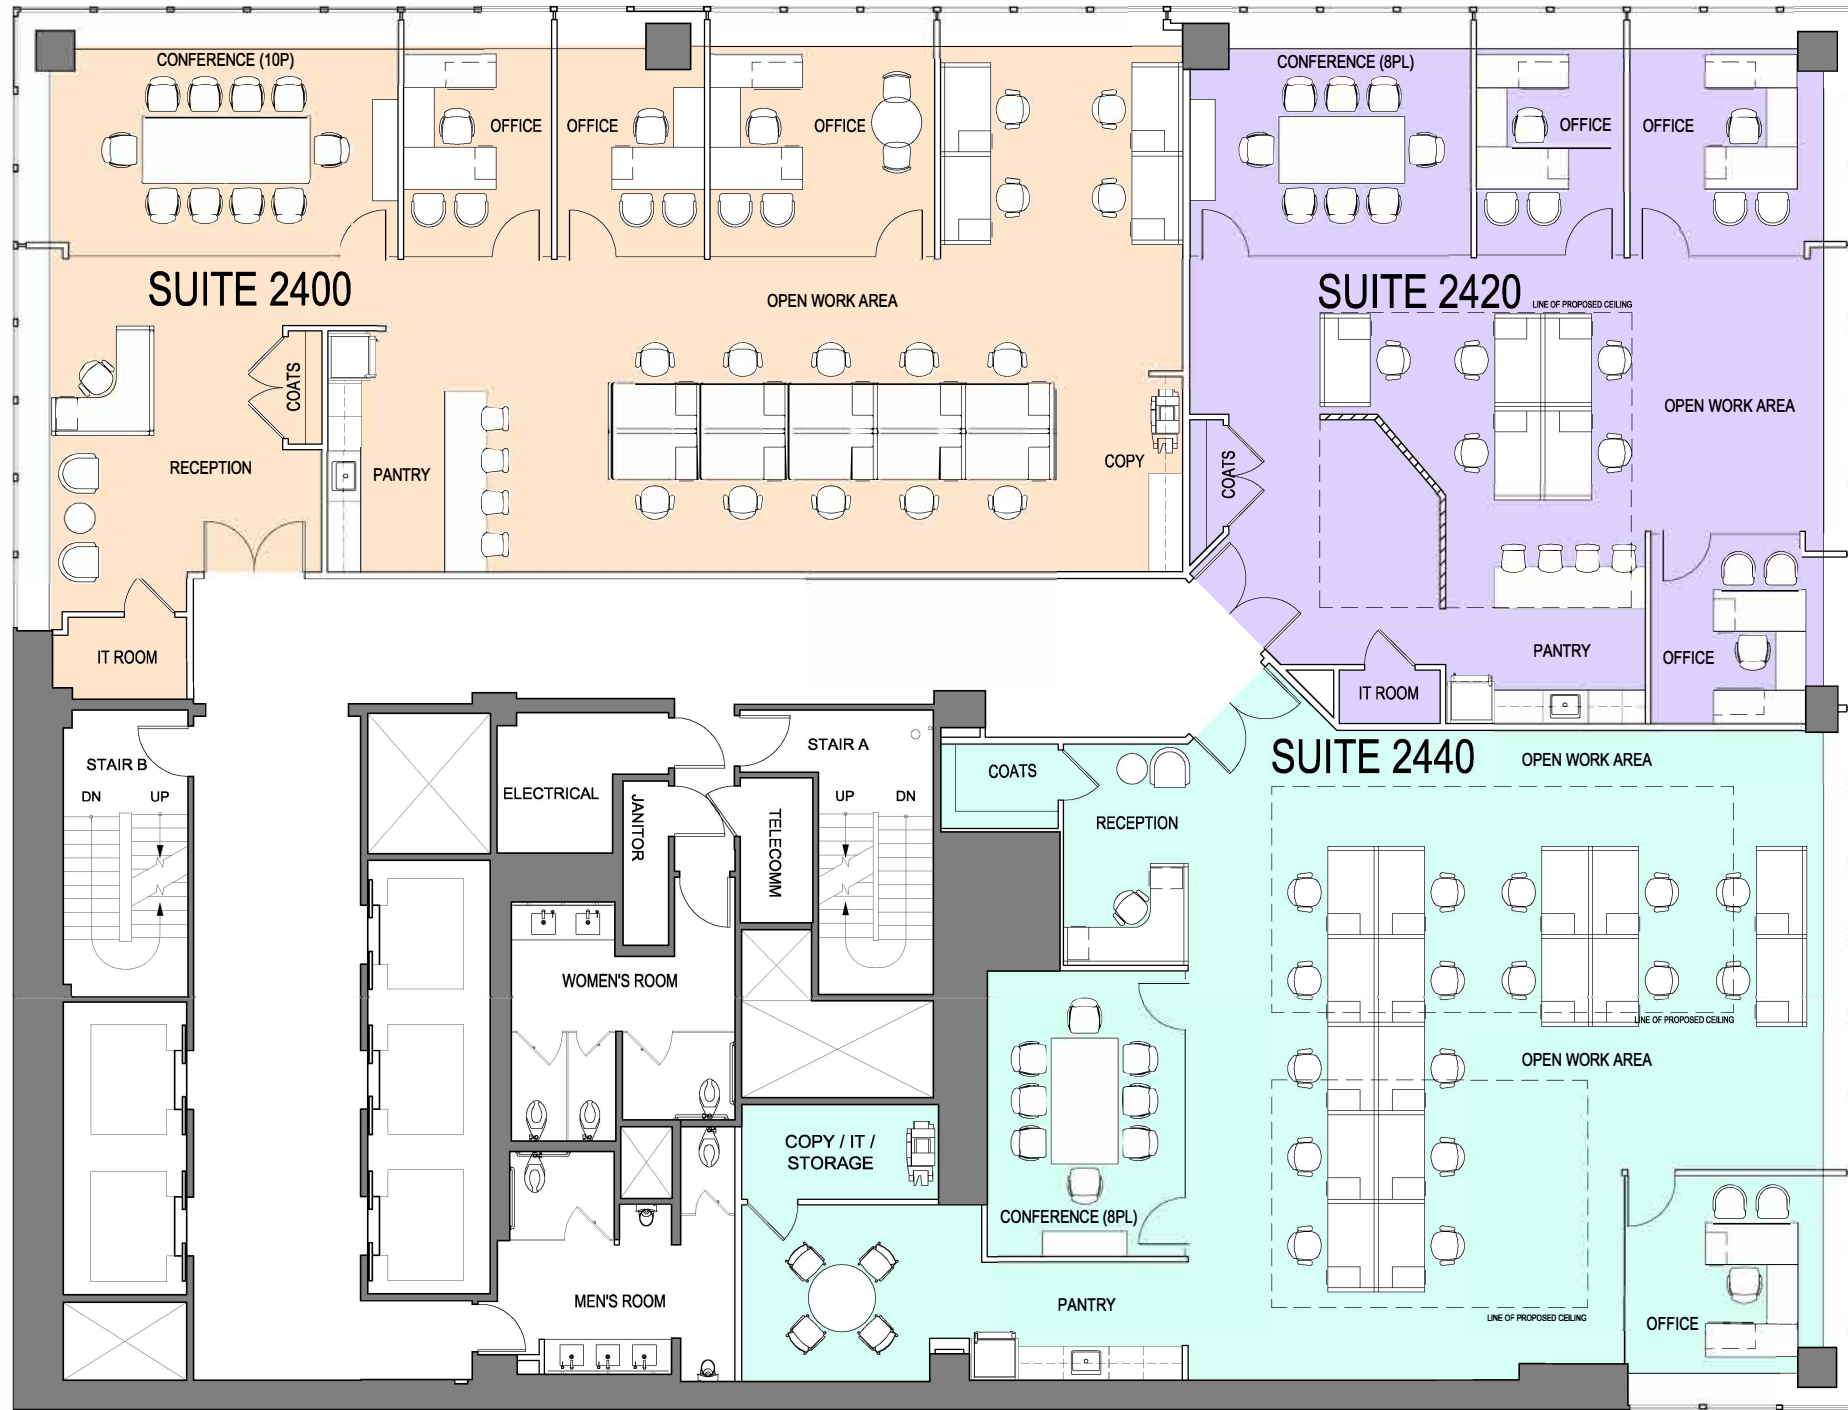 CONFERENCE (10P)
OFFICE
OFFICE
OFFICE
SUITE 2400
OPEN WORK AREA
COATS
RECEPTION
PANTRY
COPY
IT ROOM
CONFERENCE (8PL)
OFFICE
OFFICE
SUITE 2420
LINE OF PROPOSED CEILING
OPEN WORK AREA
COATS
PANTRY
OFFICE
IT ROOM
STAIR B
DN
UP
ELECTRICAL
JANITOR
TELECOMM
STAIR A
UP
DN
WOMEN'S ROOM
MEN'S ROOM
SUITE 2440
OPEN WORK AREA
COATS
RECEPTION
LINE OF PROPOSED CEILING
OPEN WORK AREA
COPY / IT /
STORAGE
CONFERENCE (8PL)
PANTRY
LINE OF PROPOSED CEILING
OFFICE